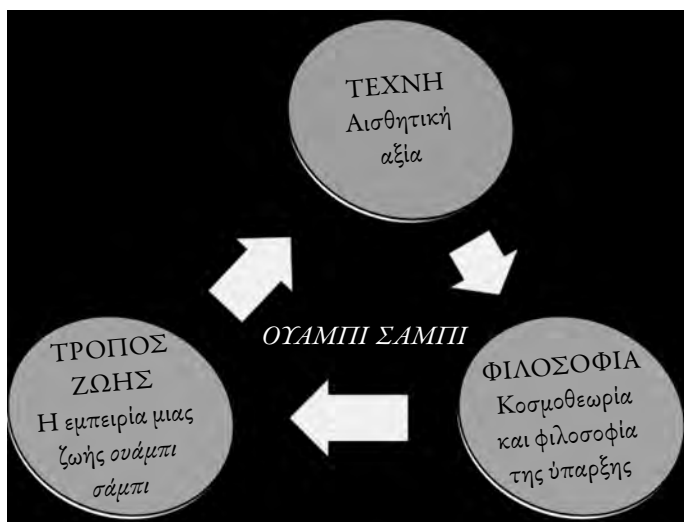 ΤΕΧΝΗ
Αισθητική
αξία
ΟΥΑΜΠΙ ΣΑΜΠΙ
ΤΡΟΠΟΣ
ΖΩΗΣ
Η εμπειρία μιας
ζωής ουάμπι
σάμπι
ΦΙΛΟΣΟΦΙΑ
Κοσμοθεωρία
και φιλοσοφία
της ύπαρξης